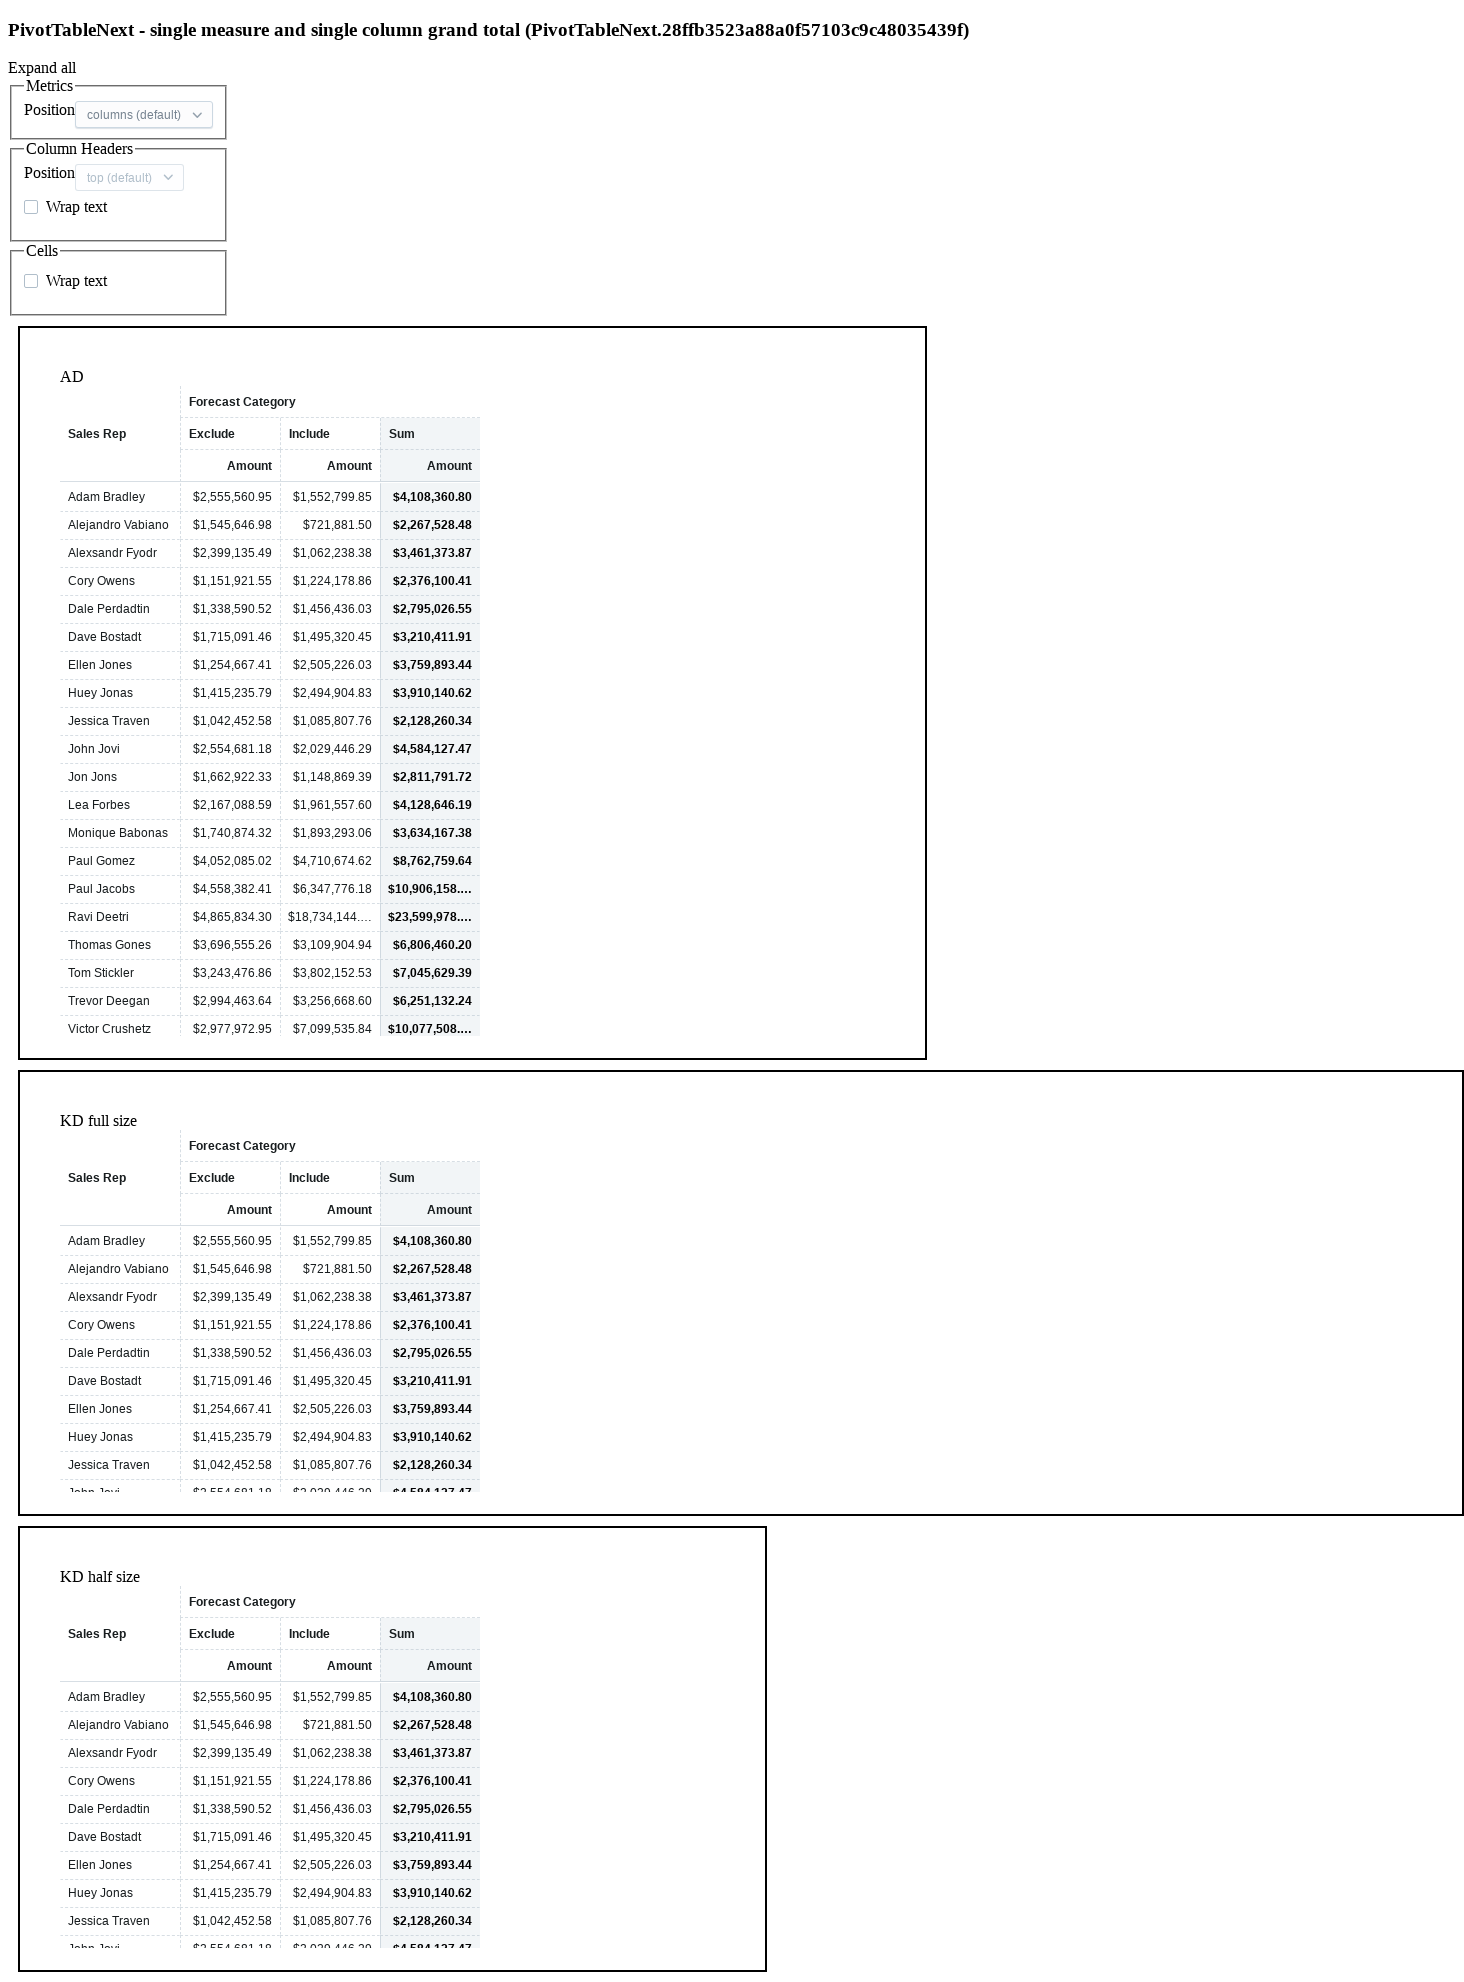 PivotTableNext - single measure and single column grand total (PivotTableNext.28ffb3523a88a0f57103c9c48035439f)
Expand all
Metrics
Position columns (default)
Column Headers
Position top (default)
Wrap text
Cells
Wrap text
AD
Forecast Category
Sales Rep Exclude Include Sum
Amount Amount Amount
Adam Bradley $2,555,560.95 $1,552,799.85 $4,108,360.80
Alejandro Vabiano $1,545,646.98 $721,881.50 $2,267,528.48
Alexsandr Fyodr $2,399,135.49 $1,062,238.38 $3,461,373.87
Cory Owens $1,151,921.55 $1,224,178.86 $2,376,100.41
Dale Perdadtin $1,338,590.52 $1,456,436.03 $2,795,026.55
Dave Bostadt $1,715,091.46 $1,495,320.45 $3,210,411.91
Ellen Jones $1,254,667.41 $2,505,226.03 $3,759,893.44
Huey Jonas $1,415,235.79 $2,494,904.83 $3,910,140.62
Jessica Traven $1,042,452.58 $1,085,807.76 $2,128,260.34
John Jovi $2,554,681.18 $2,029,446.29 $4,584,127.47
Jon Jons $1,662,922.33 $1,148,869.39 $2,811,791.72
Lea Forbes $2,167,088.59 $1,961,557.60 $4,128,646.19
Monique Babonas $1,740,874.32 $1,893,293.06 $3,634,167.38
Paul Gomez $4,052,085.02 $4,710,674.62 $8,762,759.64
Paul Jacobs $4,558,382.41 $6,347,776.18 $10,906,158.…
Ravi Deetri $4,865,834.30 $18,734,144.… $23,599,978.…
Thomas Gones $3,696,555.26 $3,109,904.94 $6,806,460.20
Tom Stickler $3,243,476.86 $3,802,152.53 $7,045,629.39
Trevor Deegan $2,994,463.64 $3,256,668.60 $6,251,132.24
Victor Crushetz $2,977,972.95 $7,099,535.84 $10,077,508.…
KD full size
Forecast Category
Sales Rep Exclude Include Sum
Amount Amount Amount
Adam Bradley $2,555,560.95 $1,552,799.85 $4,108,360.80
Alejandro Vabiano $1,545,646.98 $721,881.50 $2,267,528.48
Alexsandr Fyodr $2,399,135.49 $1,062,238.38 $3,461,373.87
Cory Owens $1,151,921.55 $1,224,178.86 $2,376,100.41
Dale Perdadtin $1,338,590.52 $1,456,436.03 $2,795,026.55
Dave Bostadt $1,715,091.46 $1,495,320.45 $3,210,411.91
Ellen Jones $1,254,667.41 $2,505,226.03 $3,759,893.44
Huey Jonas $1,415,235.79 $2,494,904.83 $3,910,140.62
Jessica Traven $1,042,452.58 $1,085,807.76 $2,128,260.34
John Jovi $2,554,681.18 $2,029,446.29 $4,584,127.47
KD half size
Forecast Category
Sales Rep Exclude Include Sum
Amount Amount Amount
Adam Bradley $2,555,560.95 $1,552,799.85 $4,108,360.80
Alejandro Vabiano $1,545,646.98 $721,881.50 $2,267,528.48
Alexsandr Fyodr $2,399,135.49 $1,062,238.38 $3,461,373.87
Cory Owens $1,151,921.55 $1,224,178.86 $2,376,100.41
Dale Perdadtin $1,338,590.52 $1,456,436.03 $2,795,026.55
Dave Bostadt $1,715,091.46 $1,495,320.45 $3,210,411.91
Ellen Jones $1,254,667.41 $2,505,226.03 $3,759,893.44
Huey Jonas $1,415,235.79 $2,494,904.83 $3,910,140.62
Jessica Traven $1,042,452.58 $1,085,807.76 $2,128,260.34
John Jovi $2,554,681.18 $2,029,446.29 $4,584,127.47